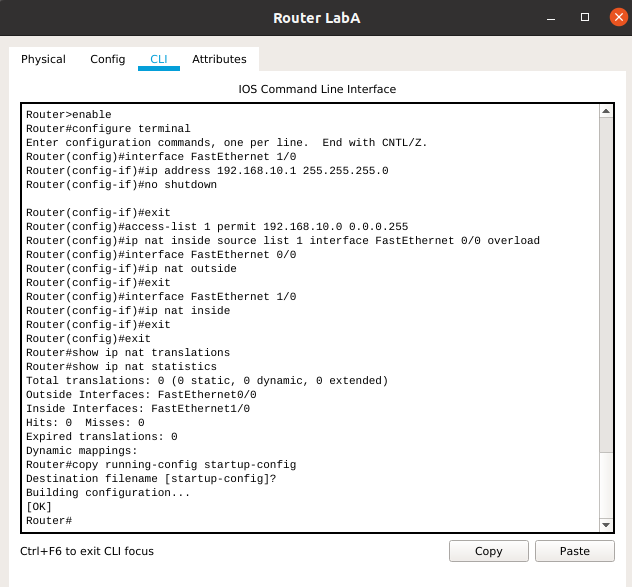 Router LabA
Physical Config CLI Attributes
IOS Command Line Interface
Router>enable
Router#configure terminal
Enter configuration commands, one per line.  End with CNTL/Z.
Router(config)#interface FastEthernet 1/0
Router(config-if)#ip address 192.168.10.1 255.255.255.0
Router(config-if)#no shutdown
Router(config-if)#exit
Router(config)#access-list 1 permit 192.168.10.0 0.0.0.255
Router(config)#ip nat inside source list 1 interface FastEthernet 0/0 overload
Router(config)#interface FastEthernet 0/0
Router(config-if)#ip nat outside
Router(config-if)#exit
Router(config)#interface FastEthernet 1/0
Router(config-if)#ip nat inside
Router(config-if)#exit
Router(config)#exit
Router#show ip nat translations
Router#show ip nat statistics
Total translations: 0 (0 static, 0 dynamic, 0 extended)
Outside Interfaces: FastEthernet0/0
Inside Interfaces: FastEthernet1/0
Hits: 0  Misses: 0
Expired translations: 0
Dynamic mappings:
Router#copy running-config startup-config
Destination filename [startup-config]?
Building configuration...
[OK]
Router#
Ctrl+F6 to exit CLI focus
Copy Paste